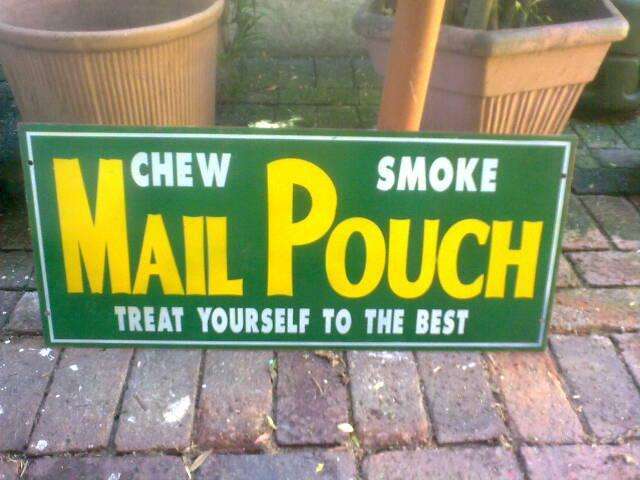 CHEW SMOKE
MAIL POUCH
TREAT YOURSELF TO THE BEST